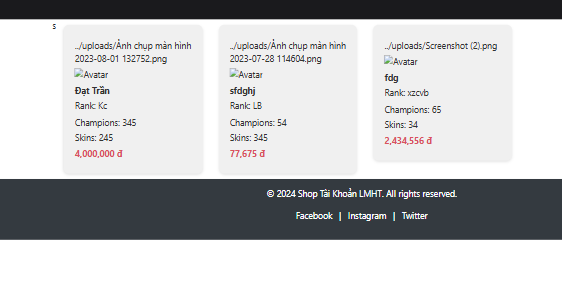 s
../uploads/Ảnh chụp màn hình
2023-08-01 132752.png
Avatar
Đạt Trần
Rank: Kc
Champions: 345
Skins: 245
4,000,000 đ
../uploads/Ảnh chụp màn hình
2023-07-28 114604.png
Avatar
sfdghj
Rank: LB
Champions: 54
Skins: 345
77,675 đ
../uploads/Screenshot (2).png
Avatar
fdg
Rank: xzcvb
Champions: 65
Skins: 34
2,434,556 đ
© 2024 Shop Tài Khoản LMHT. All rights reserved.
Facebook | Instagram | Twitter